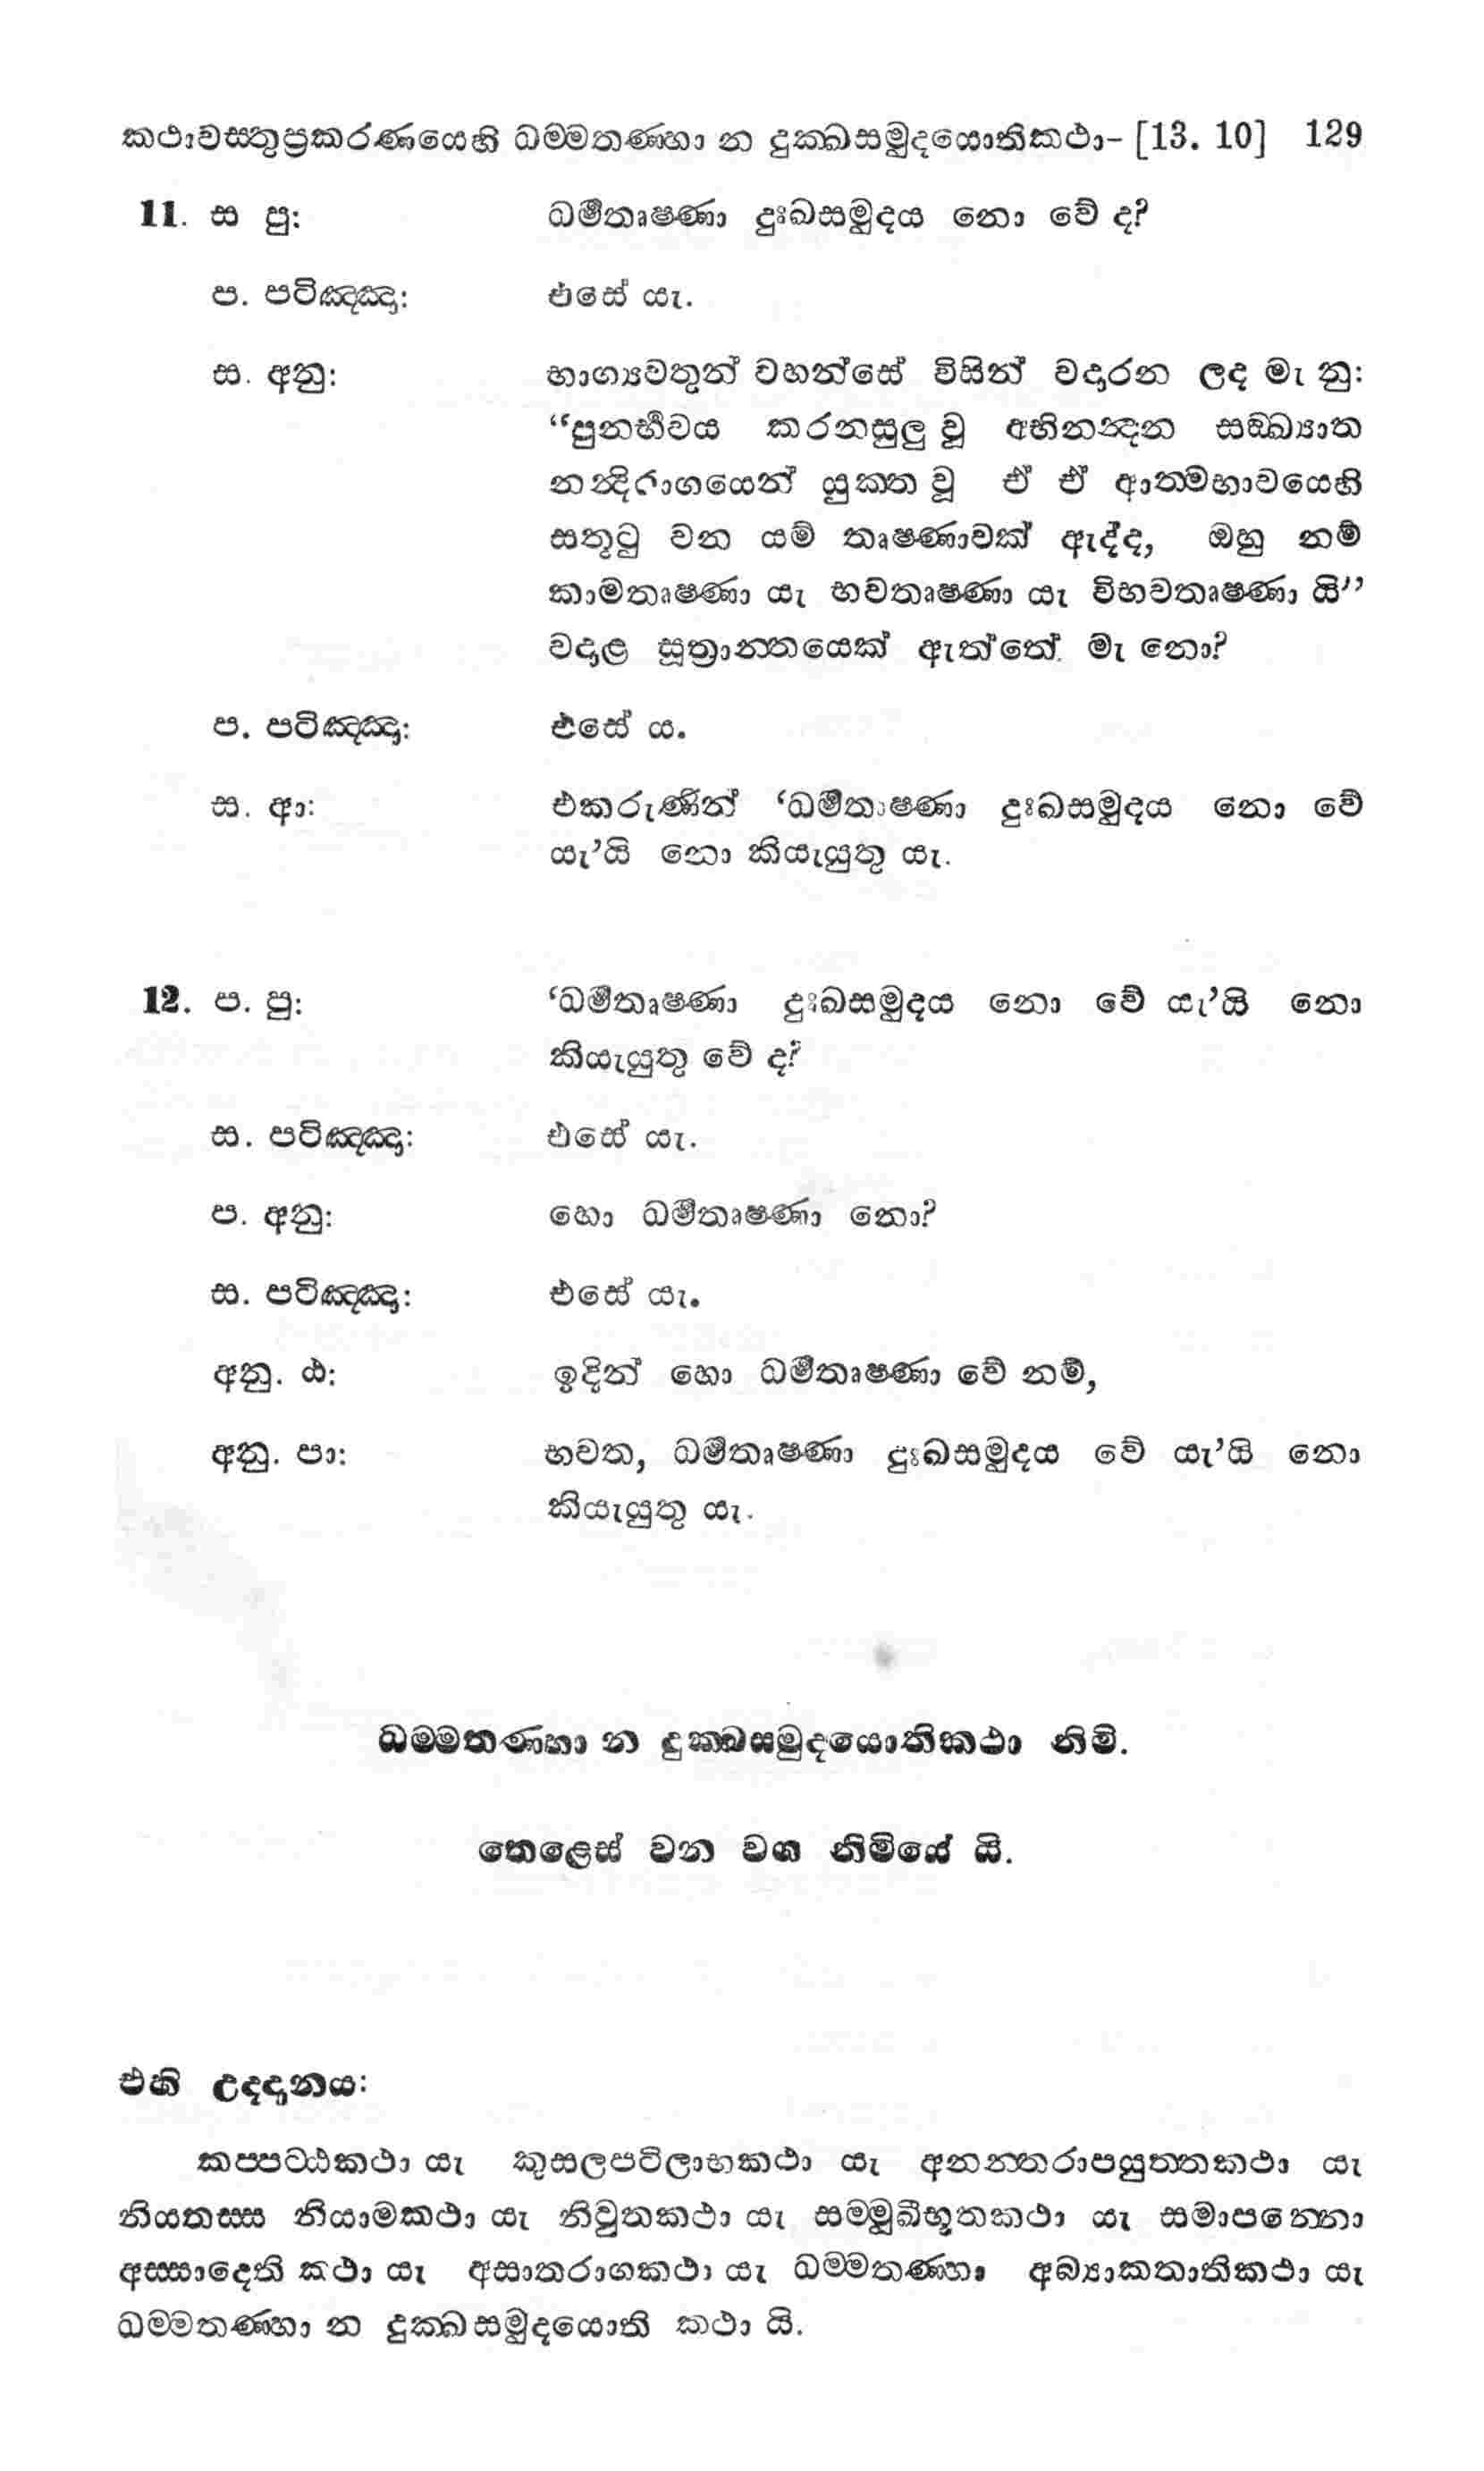 කථාවස්තුප්‍රකරණයෙහි ධම්මතණ්හා න දුක්ඛසමුදයොතිකථා– [13. 10] 129
11. ස පු: ධර්‍මතෘෂ්ණා දුඃඛසමුදය නො වේ ද?
ප. පටිඤ්ඤා: එසේ යැ.
ස. අනු: භාග්‍යවතුන් වහන්සේ විසින් වදාරන ලද මැ නු:
“පුනර්‍භවය කරනසුලු වූ අභිනන්‍දන සඞ්ඛ්‍යාත
නන්‍දිරාගයෙන් යුක්ත වූ ඒ ඒ ආත්මභාවයෙහි
සතුටු වන යම් තෘෂ්ණාවක් ඇද්ද, ඔහු නම්
කාමතෘෂ්ණා යැ භවතෘෂ්ණා යැ විභවතෘෂ්ණා යි”
වදාළ සූත්‍රාන්තයෙක් ඇත්තේ මැ නො?
ප. පටිඤ්ඤා: එසේ ය.
ස. ආ: එකරුණින් ‘ධර්‍මතෘෂ්ණා දුඃඛසමුදය නො වේ
යැ’යි නො කියැයුතු යැ.
12. ප. පු: ‘ධර්‍මතෘෂ්ණා දුඃඛසමුදය නො වේ යැ’යි නො
කියැයුතු වේ ද?
ස. පටිඤ්ඤා: එසේ යැ.
ප. අනු: හො ධර්‍මතෘෂ්ණා නො?
ස. පටිඤ්ඤා: එසේ යැ.
අනු. ඨ: ඉදින් හො ධර්‍මතෘෂ්ණා වේ නම්,
අනු. පා: භවත, ධර්‍මතෘෂ්ණා දුඃඛසමුදය වේ යැ’යි නො
කියැයුතු යැ.
ධම්මතණ්හා න දුක්ඛසමුදයොතිකථා නිමි.
තෙළෙස් වන වග නිමියේ යි.
එහි උද්දානය:
කප්පට්ඨකථා යැ කුසලපටිලාභකථා යැ අනන්තරාපයුත්තකථා යැ
නියතස්ස නියාමකථා යැ නිවුතකථා යැ සම්මුඛීභූතකථා යැ සමාපන්නො
අස්සාදෙති කථා යැ අසාතරාගකථා යැ ධම්මතණ්හා අබ්‍යාකතාතිකථා යැ
ධම්මතණ්හා න දුක්ඛසමුදයොති කථා යි.